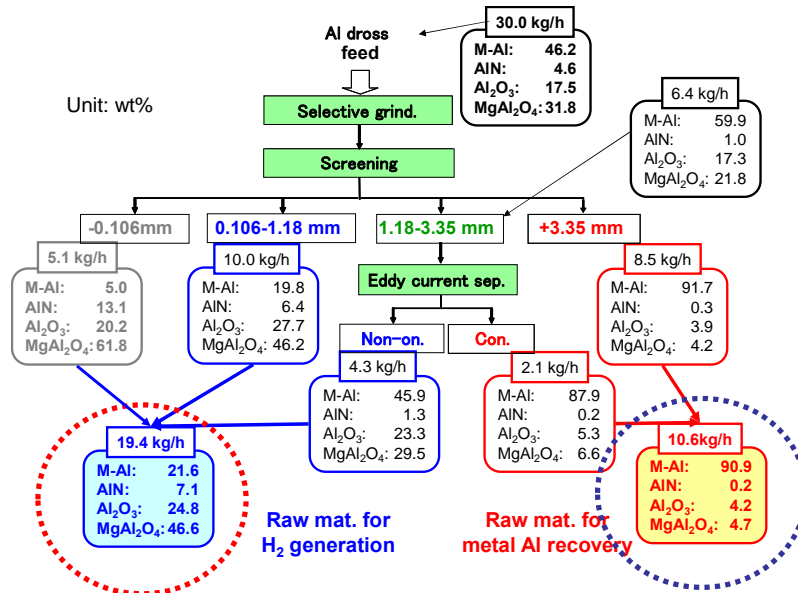 Al dross
feed
30.0 kg/h
M-Al: 46.2
AlN: 4.6
Al₂O₃: 17.5
MgAl₂O₄: 31.8
Unit: wt%
Selective grind.
6.4 kg/h
M-Al: 59.9
AlN: 1.0
Al₂O₃: 17.3
MgAl₂O₄: 21.8
Screening
-0.106mm
0.106-1.18 mm
1.18-3.35 mm
+3.35 mm
5.1 kg/h
M-Al: 5.0
AlN: 13.1
Al₂O₃: 20.2
MgAl₂O₄: 61.8
10.0 kg/h
M-Al: 19.8
AlN: 6.4
Al₂O₃: 27.7
MgAl₂O₄: 46.2
Eddy current sep.
8.5 kg/h
M-Al: 91.7
AlN: 0.3
Al₂O₃: 3.9
MgAl₂O₄: 4.2
Non-on.
Con.
4.3 kg/h
M-Al: 45.9
AlN: 1.3
Al₂O₃: 23.3
MgAl₂O₄: 29.5
2.1 kg/h
M-Al: 87.9
AlN: 0.2
Al₂O₃: 5.3
MgAl₂O₄: 6.6
19.4 kg/h
M-Al: 21.6
AlN: 7.1
Al₂O₃: 24.8
MgAl₂O₄: 46.6
10.6kg/h
M-Al: 90.9
AlN: 0.2
Al₂O₃: 4.2
MgAl₂O₄: 4.7
Raw mat. for
H₂ generation
Raw mat. for
metal Al recovery